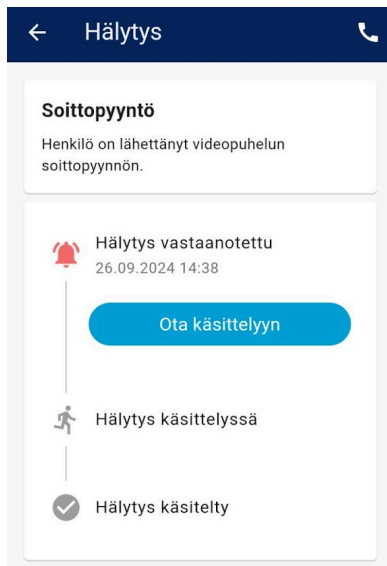 Hälytys
Soittopyyntö
Henkilö on lähettänyt videopuhelun
soittopyynnön.
Hälytys vastaanotettu
26.09.2024 14:38
Ota käsittelyyn
Hälytys käsittelyssä
Hälytys käsitelty